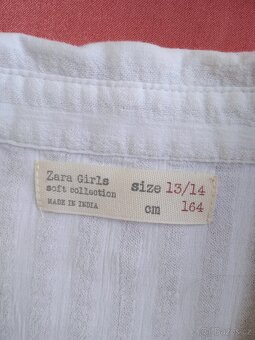 Zara Girls
soft collection
MADE IN INDIA
size 13/14
cm 164